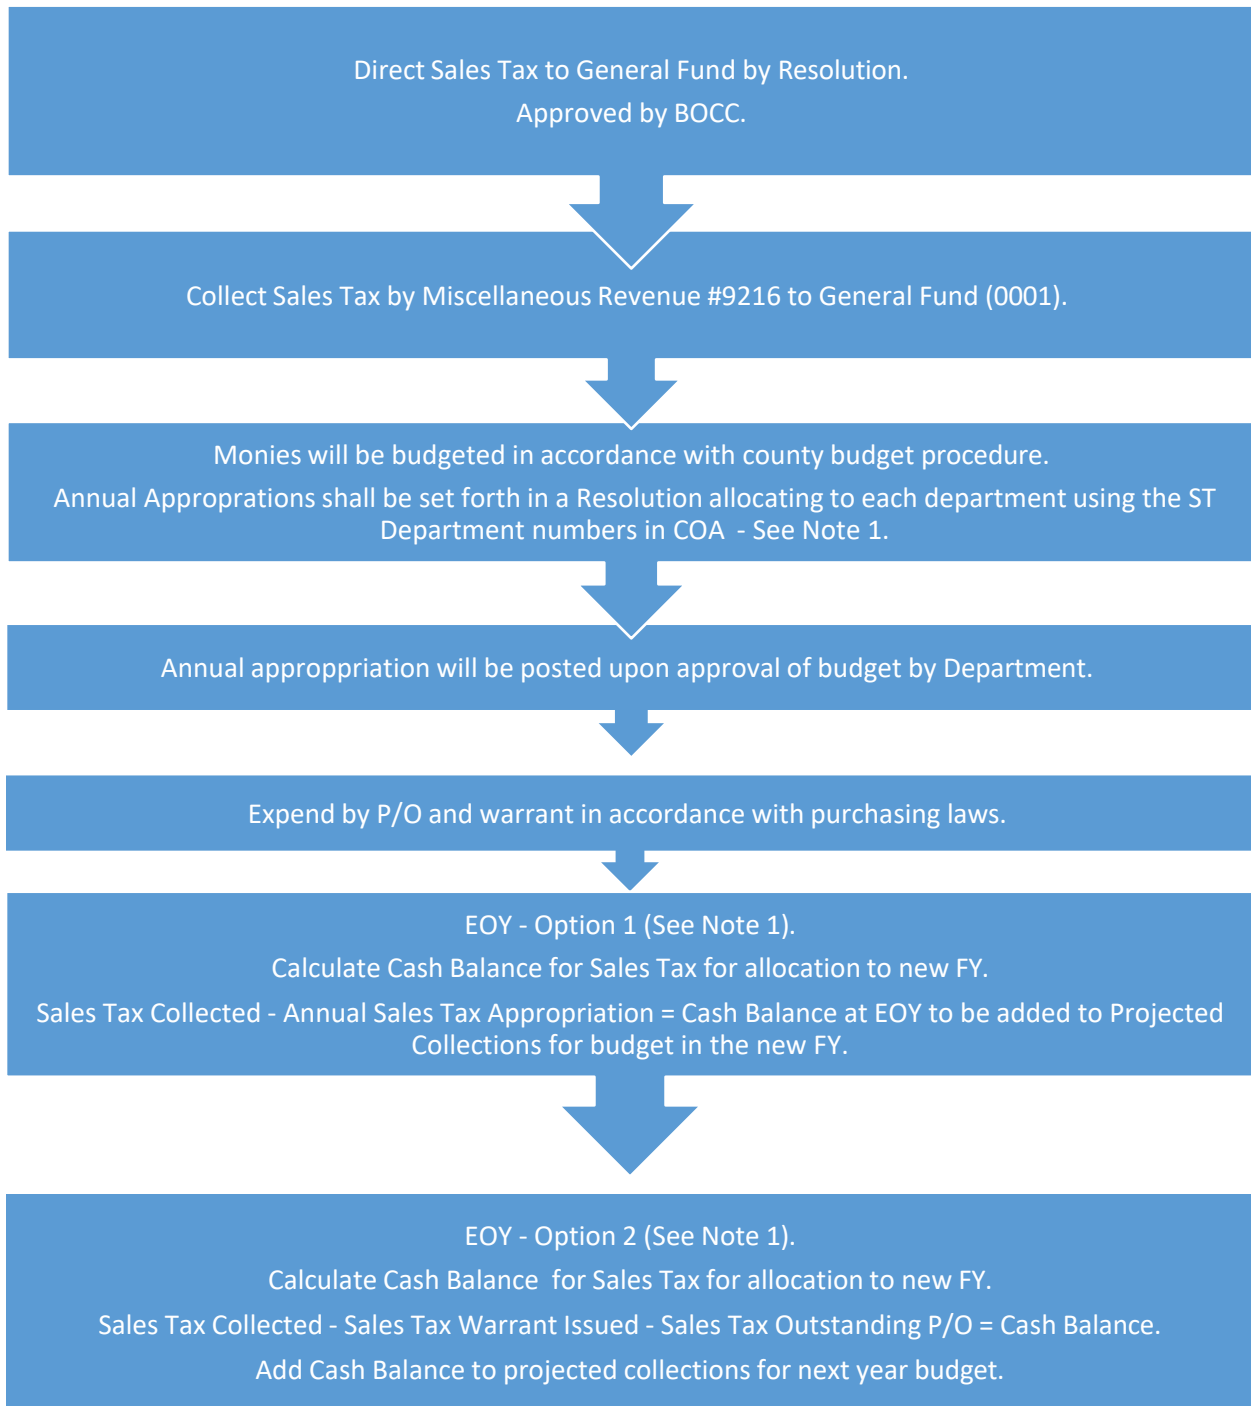 Direct Sales Tax to General Fund by Resolution.
Approved by BOCC.
Collect Sales Tax by Miscellaneous Revenue #9216 to General Fund (0001).
Monies will be budgeted in accordance with county budget procedure.
Annual Approprations shall be set forth in a Resolution allocating to each department using the ST
Department numbers in COA - See Note 1.
Annual approppriation will be posted upon approval of budget by Department.
Expend by P/O and warrant in accordance with purchasing laws.
EOY - Option 1 (See Note 1).
Calculate Cash Balance for Sales Tax for allocation to new FY.
Sales Tax Collected - Annual Sales Tax Appropriation = Cash Balance at EOY to be added to Projected
Collections for budget in the new FY.
EOY - Option 2 (See Note 1).
Calculate Cash Balance for Sales Tax for allocation to new FY.
Sales Tax Collected - Sales Tax Warrant Issued - Sales Tax Outstanding P/O = Cash Balance.
Add Cash Balance to projected collections for next year budget.